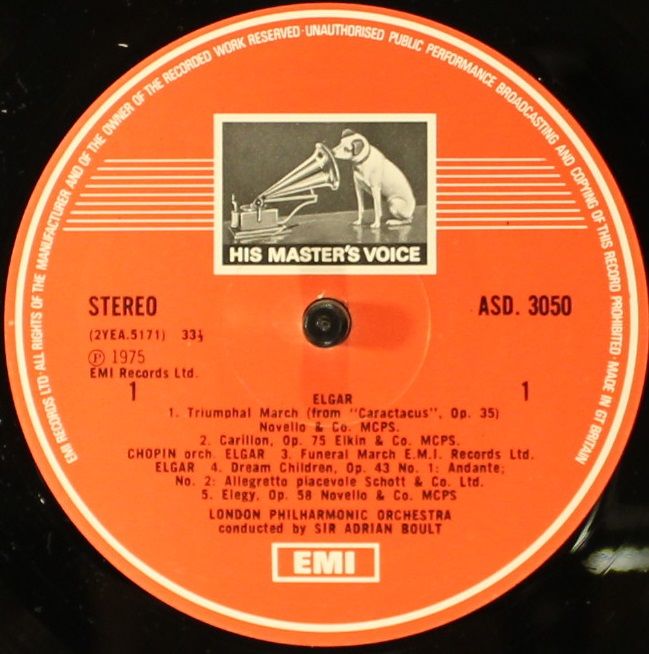 EMI RECORDS LTD · ALL RIGHTS OF THE MANUFACTURER AND OF THE OWNER OF THE RECORDED WORK RESERVED · UNAUTHORISED PUBLIC PERFORMANCE BROADCASTING AND COPYING OF THIS RECORD PROHIBITED MADE IN GT BRITAIN
HIS MASTER'S VOICE
STEREO ASD. 3050
(2YEA.5171) 33⅓
Ⓟ 1975
EMI Records Ltd.
1 1
ELGAR
1. Triumphal March (from "Caractacus", Op. 35)
Novello & Co. MCPS.
2. Carillon, Op. 75 Elkin & Co. MCPS.
CHOPIN orch. ELGAR 3. Funeral March E.M.I. Records Ltd.
ELGAR 4. Dream Children, Op. 43 No. 1: Andante;
No. 2: Allegretto piacevole Schott & Co. Ltd.
5. Elegy, Op. 58 Novello & Co. MCPS
LONDON PHILHARMONIC ORCHESTRA
conducted by SIR ADRIAN BOULT
EMI